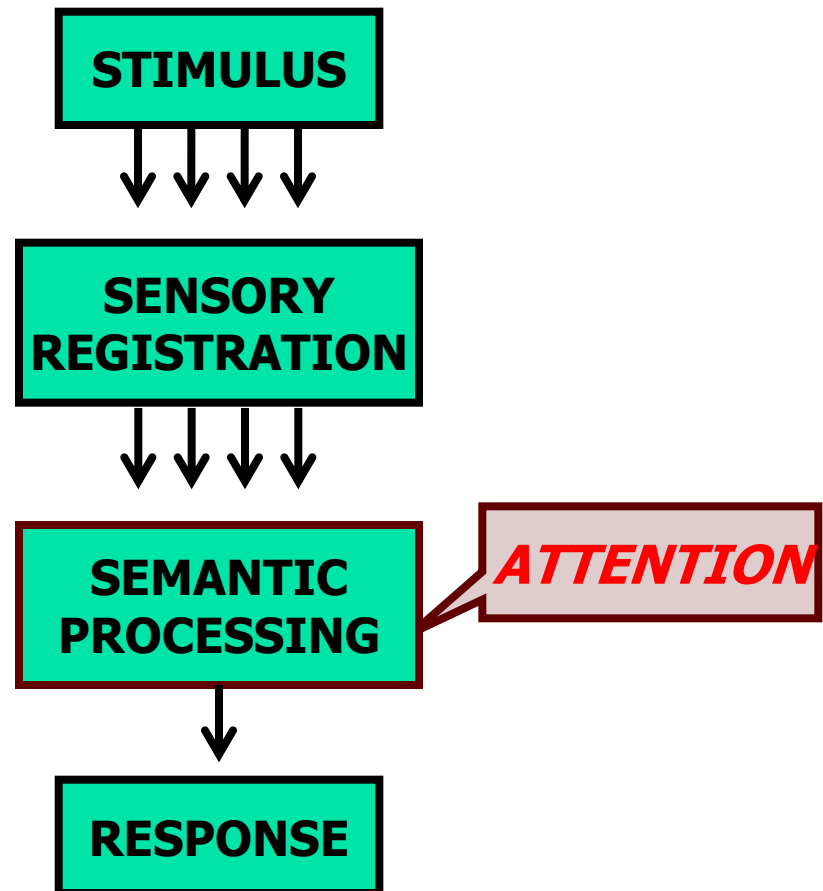 STIMULUS
SENSORY
REGISTRATION
SEMANTIC
PROCESSING
ATTENTION
RESPONSE